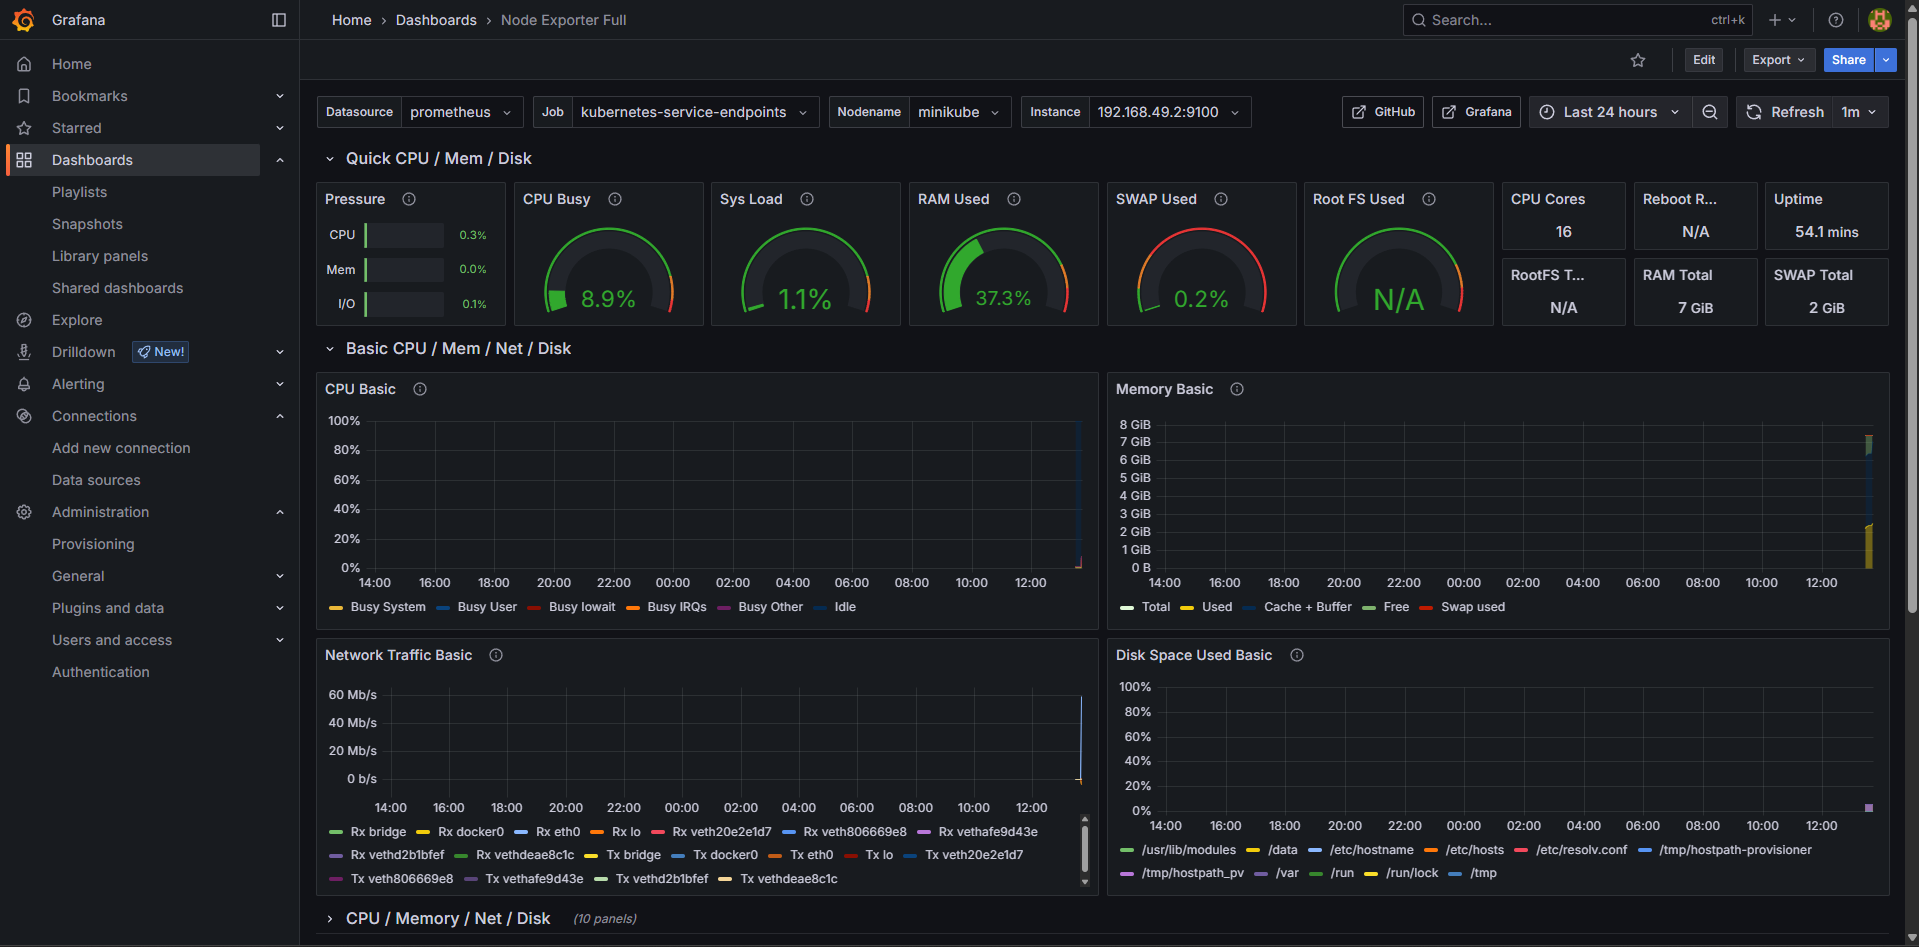 Grafana
Home › Dashboards › Node Exporter Full
Search... ctrl+k
Edit Export Share
Home
Bookmarks
Starred
Dashboards
Playlists
Snapshots
Library panels
Shared dashboards
Explore
Drilldown New!
Alerting
Connections
Add new connection
Data sources
Administration
Provisioning
General
Plugins and data
Users and access
Authentication
Datasource prometheus Job kubernetes-service-endpoints Nodename minikube Instance 192.168.49.2:9100 GitHub Grafana Last 24 hours Refresh 1m
Quick CPU / Mem / Disk
Pressure
CPU 0.3%
Mem 0.0%
I/O 0.1%
CPU Busy
8.9%
Sys Load
1.1%
RAM Used
37.3%
SWAP Used
0.2%
Root FS Used
N/A
CPU Cores
16
Reboot R...
N/A
Uptime
54.1 mins
RootFS T...
N/A
RAM Total
7 GiB
SWAP Total
2 GiB
Basic CPU / Mem / Net / Disk
CPU Basic
100%
80%
60%
40%
20%
0%
14:00 16:00 18:00 20:00 22:00 00:00 02:00 04:00 06:00 08:00 10:00 12:00
Busy System Busy User Busy Iowait Busy IRQs Busy Other Idle
Memory Basic
8 GiB
7 GiB
6 GiB
5 GiB
4 GiB
3 GiB
2 GiB
1 GiB
0 B
14:00 16:00 18:00 20:00 22:00 00:00 02:00 04:00 06:00 08:00 10:00 12:00
Total Used Cache + Buffer Free Swap used
Network Traffic Basic
60 Mb/s
40 Mb/s
20 Mb/s
0 b/s
14:00 16:00 18:00 20:00 22:00 00:00 02:00 04:00 06:00 08:00 10:00 12:00
Rx bridge Rx docker0 Rx eth0 Rx lo Rx veth20e2e1d7 Rx veth806669e8 Rx vethafe9d43e
Rx vethd2b1bfef Rx vethdeae8c1c Tx bridge Tx docker0 Tx eth0 Tx lo Tx veth20e2e1d7
Tx veth806669e8 Tx vethafe9d43e Tx vethd2b1bfef Tx vethdeae8c1c
Disk Space Used Basic
100%
80%
60%
40%
20%
0%
14:00 16:00 18:00 20:00 22:00 00:00 02:00 04:00 06:00 08:00 10:00 12:00
/usr/lib/modules /data /etc/hostname /etc/hosts /etc/resolv.conf /tmp/hostpath-provisioner
/tmp/hostpath_pv /var /run /run/lock /tmp
CPU / Memory / Net / Disk (10 panels)